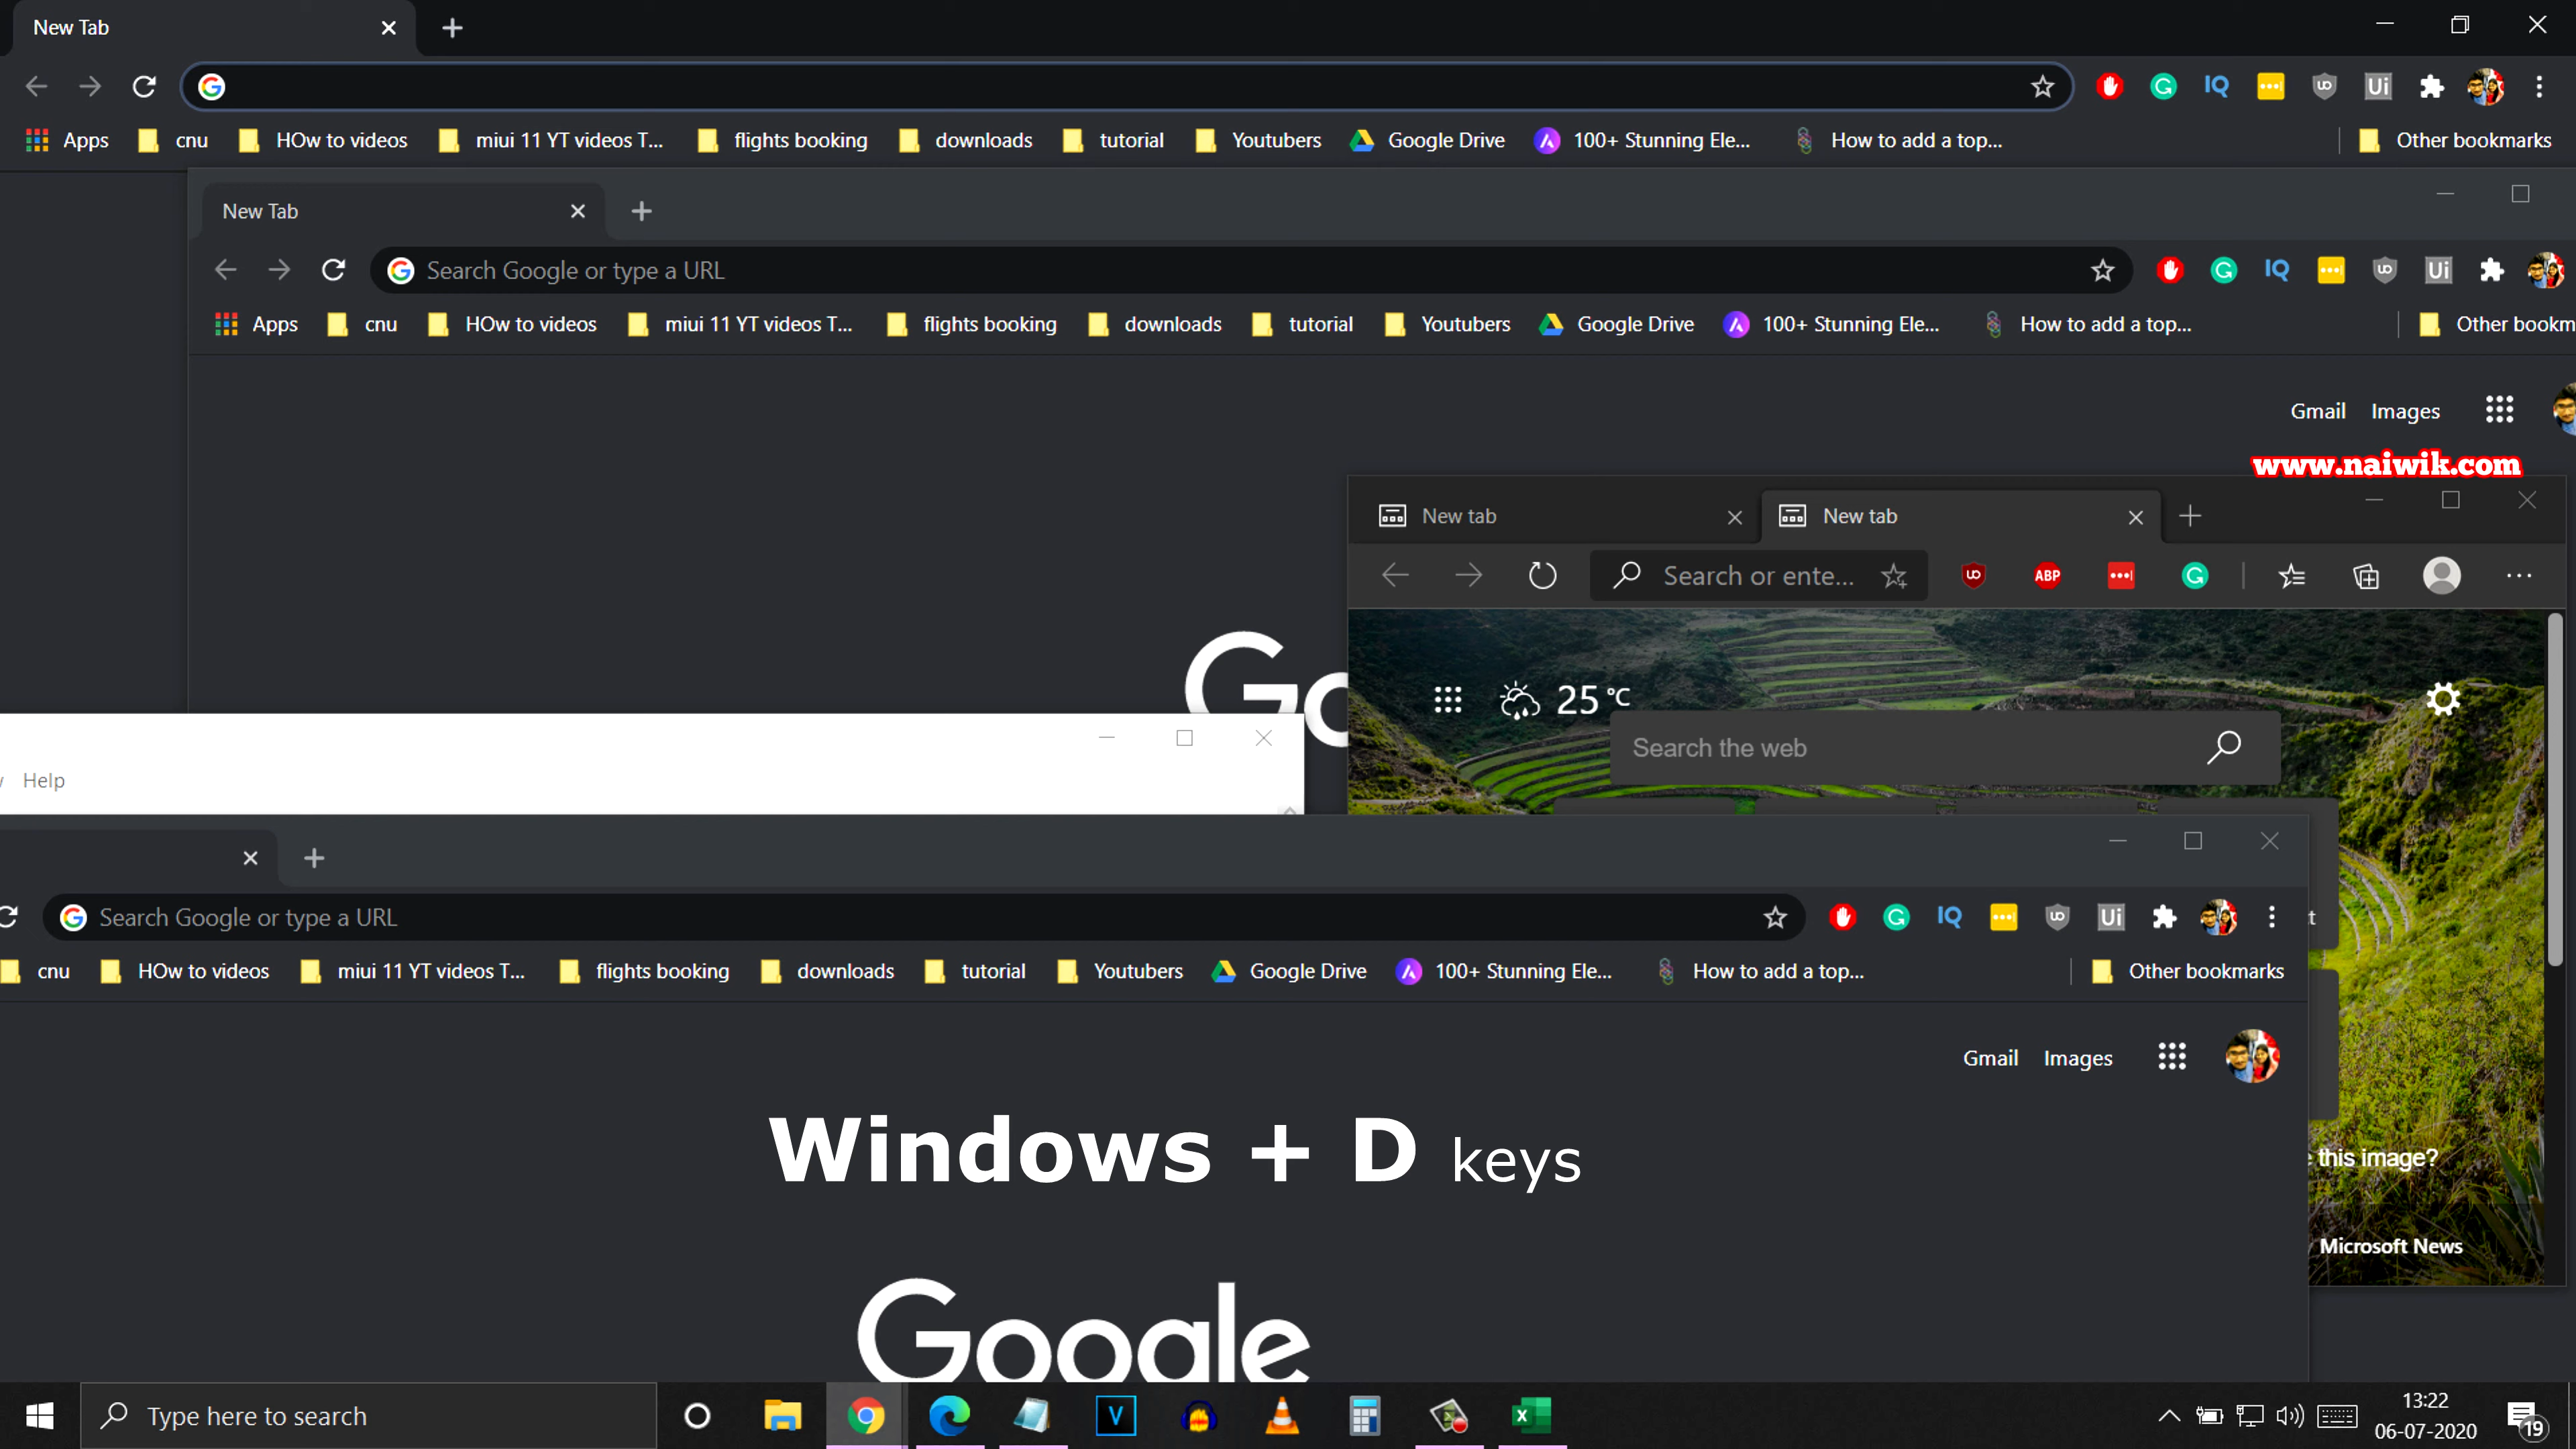 New Tab
Apps cnu HOw to videos miui 11 YT videos T... flights booking downloads tutorial Youtubers Google Drive 100+ Stunning Ele... How to add a top... Other bookmarks
New Tab
Search Google or type a URL
Apps cnu HOw to videos miui 11 YT videos T... flights booking downloads tutorial Youtubers Google Drive 100+ Stunning Ele... How to add a top... Other bookm
Gmail Images
www.naiwik.com
New tab New tab
Search or ente... ABP
Go
25 °C
Search the web
Help
Search Google or type a URL IQ Ui t
cnu HOw to videos miui 11 YT videos T... flights booking downloads tutorial Youtubers Google Drive 100+ Stunning Ele... How to add a top... Other bookmarks
Gmail Images
Windows + D keys
this image?
Microsoft News
Google
Type here to search
13:22
06-07-2020
19